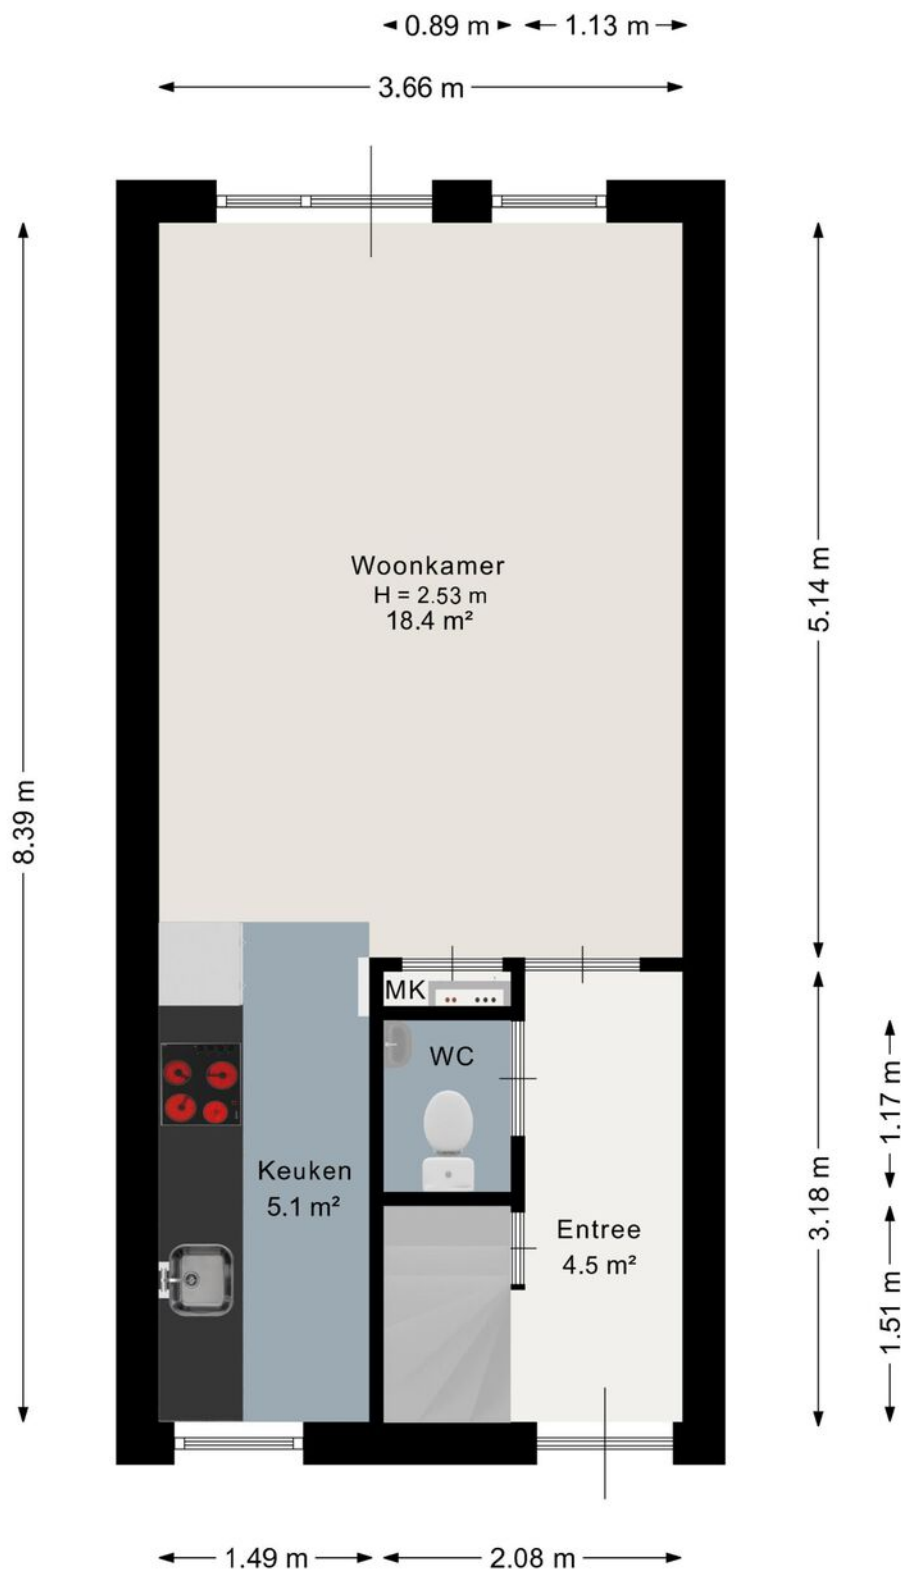 0.89 m
1.13 m
3.66 m
Woonkamer
H = 2.53 m
18.4 m²
5.14 m
8.39 m
MK
WC
1.17 m
Keuken
5.1 m²
3.18 m
Entree
4.5 m²
1.51 m
1.49 m
2.08 m